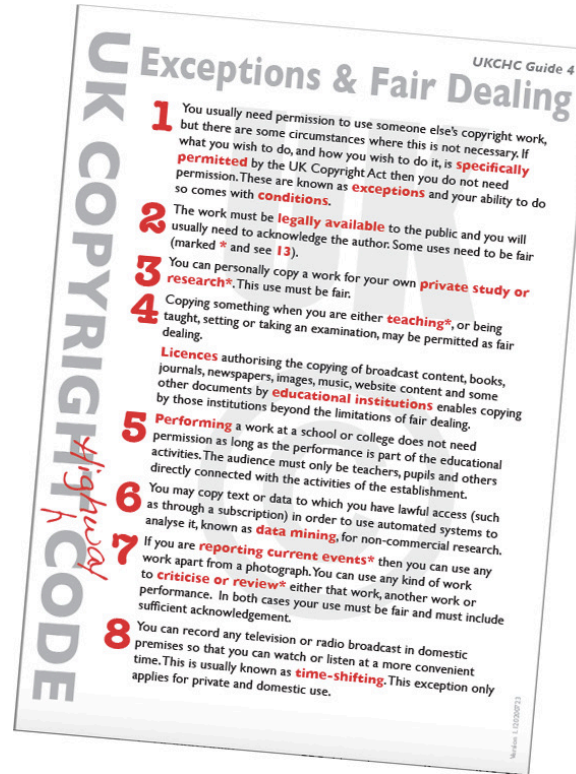 UKCHC Guide 4
Exceptions & Fair Dealing
UK COPYRIGHT CODE
Highway
1 You usually need permission to use someone else's copyright work,
but there are some circumstances where this is not necessary. If
what you wish to do, and how you wish to do it, is specifically
permitted by the UK Copyright Act then you do not need
permission. These are known as exceptions and your ability to do
so comes with conditions.
2 The work must be legally available to the public and you will
usually need to acknowledge the author. Some uses need to be fair
(marked * and see 13).
3 You can personally copy a work for your own private study or
research*. This use must be fair.
4 Copying something when you are either teaching*, or being
taught, setting or taking an examination, may be permitted as fair
dealing.
Licences authorising the copying of broadcast content, books,
journals, newspapers, images, music, website content and some
other documents by educational institutions enables copying
by those institutions beyond the limitations of fair dealing.
5 Performing a work at a school or college does not need
permission as long as the performance is part of the educational
activities. The audience must only be teachers, pupils and others
directly connected with the activities of the establishment.
6 You may copy text or data to which you have lawful access (such
as through a subscription) in order to use automated systems to
analyse it, known as data mining, for non-commercial research.
7 If you are reporting current events* then you can use any
work apart from a photograph. You can use any kind of work
to criticise or review* either that work, another work or
performance. In both cases your use must be fair and must include
sufficient acknowledgement.
8 You can record any television or radio broadcast in domestic
premises so that you can watch or listen at a more convenient
time. This is usually known as time-shifting. This exception only
applies for private and domestic use.
UK
©